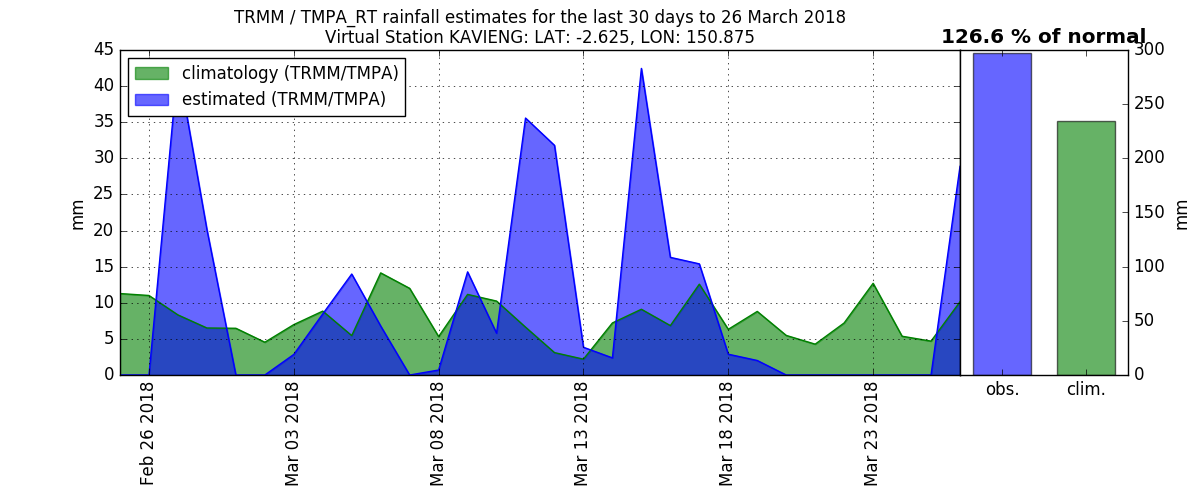 TRMM / TMPA_RT rainfall estimates for the last 30 days to 26 March 2018
Virtual Station KAVIENG: LAT: -2.625, LON: 150.875
126.6 % of normal
climatology (TRMM/TMPA)
estimated (TRMM/TMPA)
45
40
35
30
25
20
15
10
5
0
mm
Feb 26 2018
Mar 03 2018
Mar 08 2018
Mar 13 2018
Mar 18 2018
Mar 23 2018
300
250
200
150
100
50
0
mm
obs.
clim.